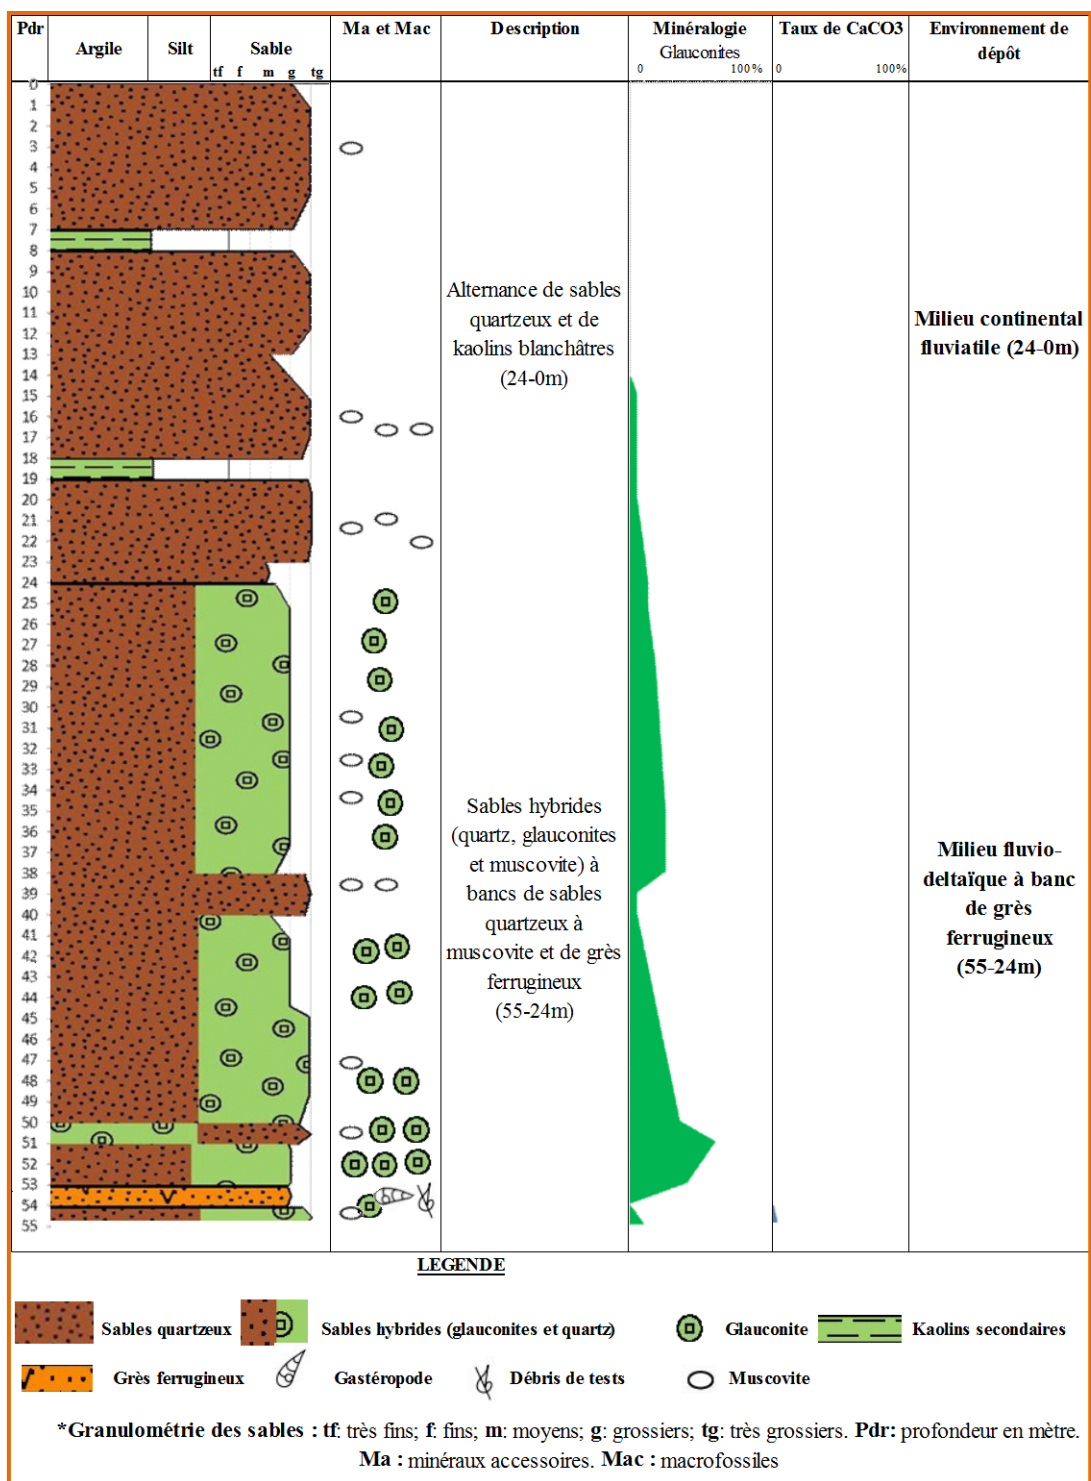 Pdr
Argile
Silt
Sable
tf f m g tg
Ma et Mac
Description
Minéralogie
Glauconites
0 100%
Taux de CaCO3
0 100%
Environnement de
dépôt
0
1
2
3
4
5
6
7
8
9
10
11
12
13
14
15
16
17
18
19
20
21
22
23
24
25
26
27
28
29
30
31
32
33
34
35
36
37
38
39
40
41
42
43
44
45
46
47
48
49
50
51
52
53
54
55
Alternance de sables
quartzeux et de
kaolins blanchâtres
(24-0m)
Milieu continental
fluviatile (24-0m)
Sables hybrides
(quartz, glauconites
et muscovite) à
bancs de sables
quartzeux à
muscovite et de grès
ferrugineux
(55-24m)
Milieu fluvio-
deltaïque à banc
de grès
ferrugineux
(55-24m)
LEGENDE
Sables quartzeux
Sables hybrides (glauconites et quartz)
Glauconite
Kaolins secondaires
Grès ferrugineux
Gastéropode
Débris de tests
Muscovite
*Granulométrie des sables : tf: très fins; f: fins; m: moyens; g: grossiers; tg: très grossiers. Pdr: profondeur en mètre.
Ma : minéraux accessoires. Mac : macrofossiles